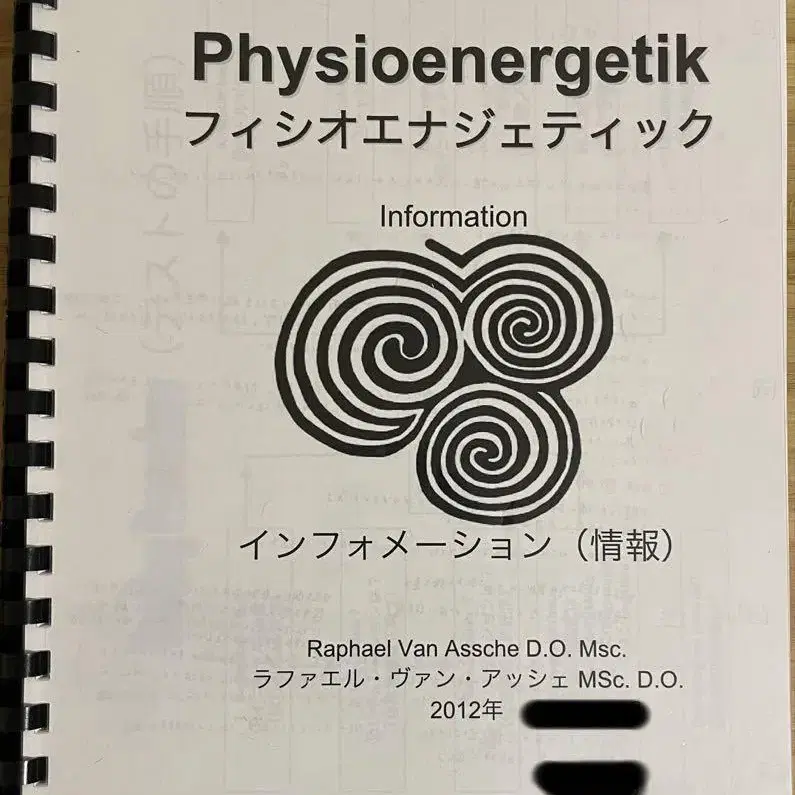 Physioenergetik
フィシオエナジェティック
Information
インフォメーション（情報）
Raphael Van Assche D.O. Msc.
ラファエル・ヴァン・アッシェ MSc. D.O.
2012年